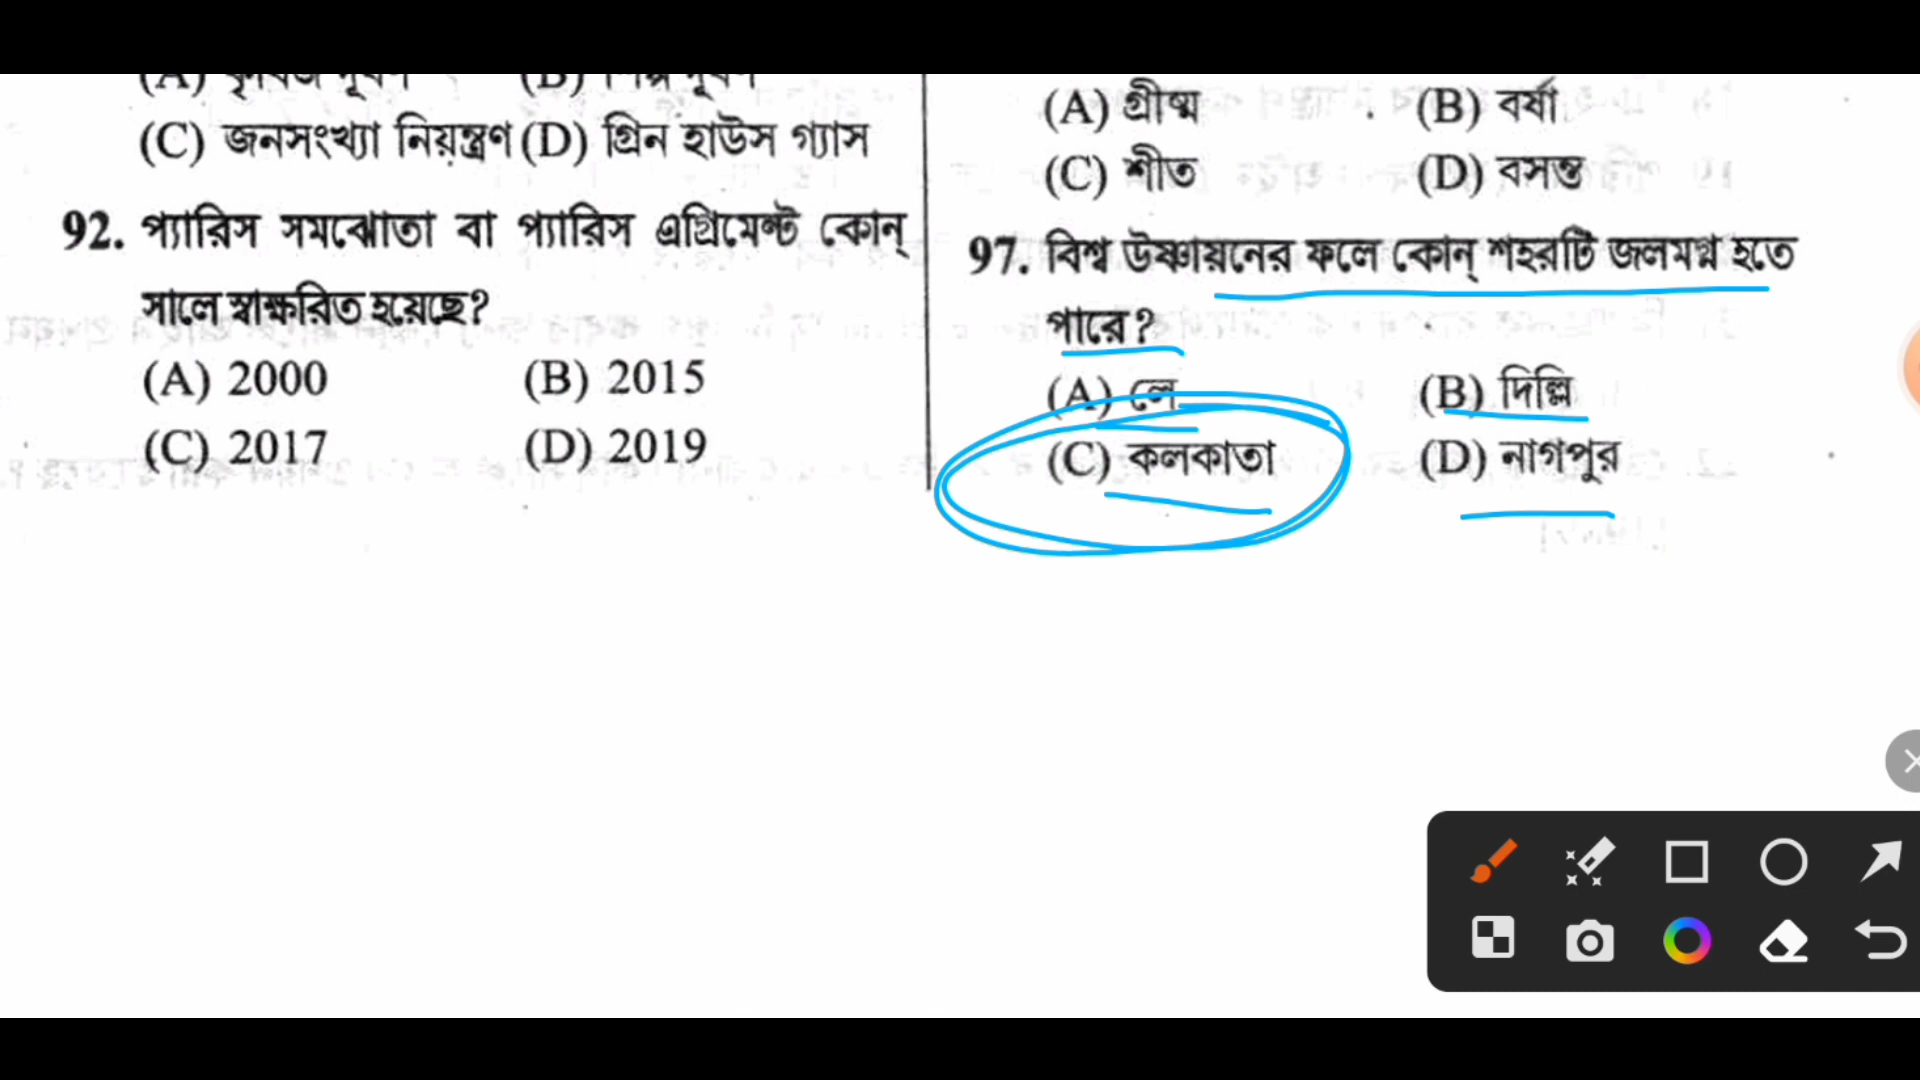 (C) জনসংখ্যা নিয়ন্ত্রণ (D) গ্রিন হাউস গ্যাস
92. প্যারিস সমঝোতা বা প্যারিস এগ্রিমেন্ট কোন্
সালে স্বাক্ষরিত হয়েছে?
(A) 2000 (B) 2015
(C) 2017 (D) 2019
(A) গ্রীষ্ম (B) বর্ষা
(C) শীত (D) বসন্ত
97. বিশ্ব উষ্ণায়নের ফলে কোন্ শহরটি জলমগ্ন হতে
পারে?
(A) লে (B) দিল্লি
(C) কলকাতা (D) নাগপুর